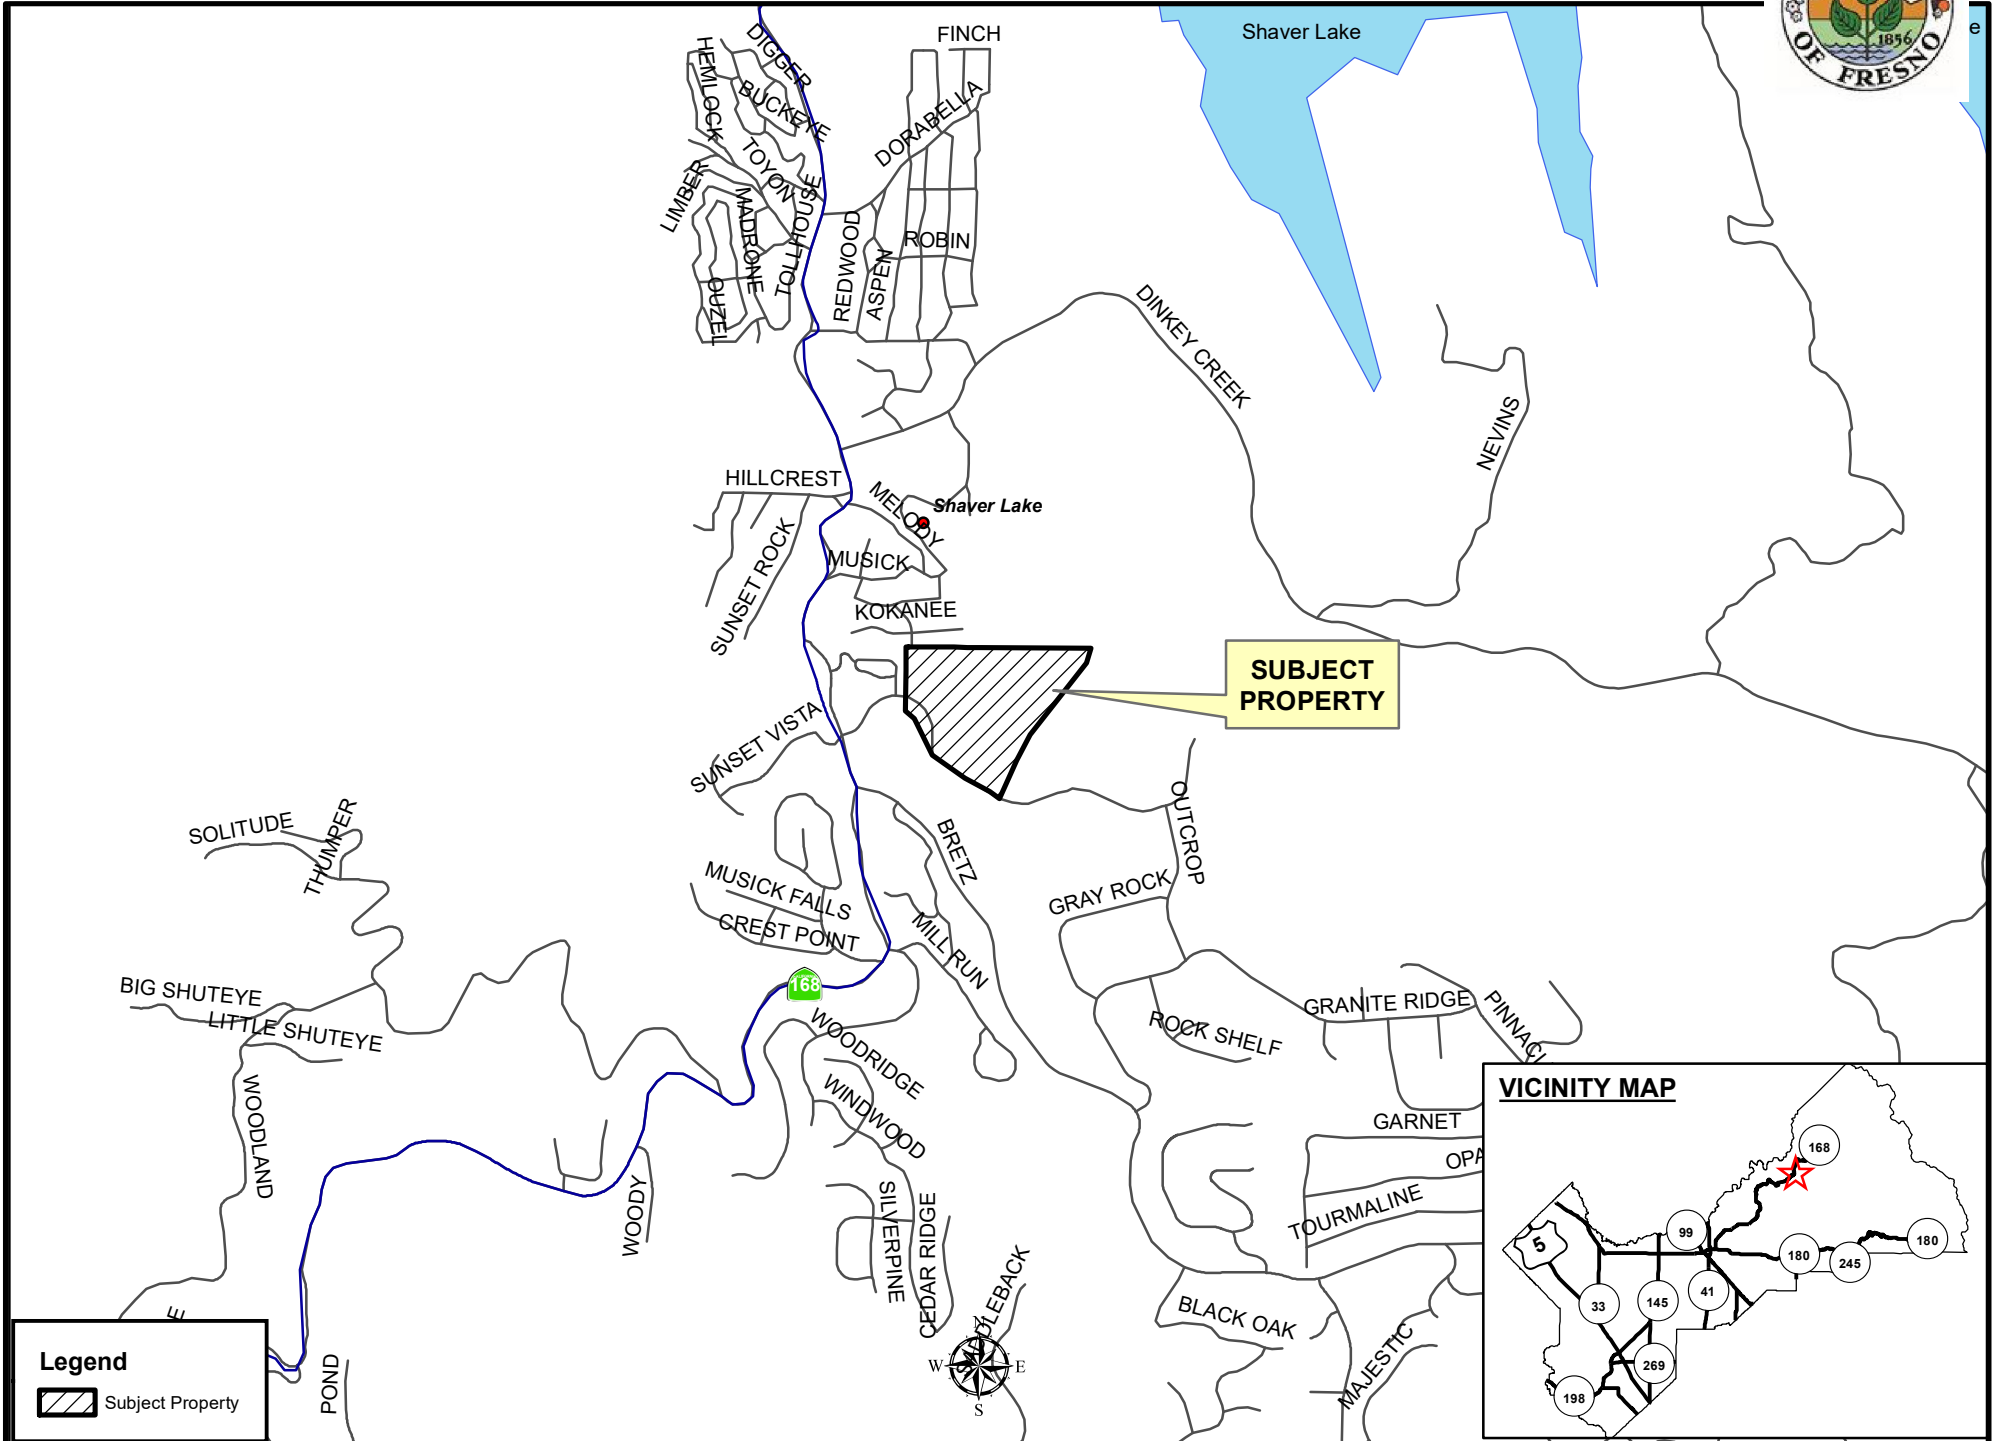 Shaver Lake
e
1856
OF FRESNO
FINCH
DIGGER
HEMLOCK
BUCKEYE
DORABELLA
TOYON
LIMBER
MADRONE
TOLLHOUSE
REDWOOD
ROBIN
ASPEN
OUZEL
DINKEY CREEK
NEVINS
HILLCREST
MELODY
Shaver Lake
SUNSET ROCK
MUSICK
KOKANEE
SUBJECT
PROPERTY
SUNSET VISTA
OUTCROP
SOLITUDE
THUMPER
BRETZ
MUSICK FALLS
GRAY ROCK
CREST POINT
MILL RUN
168
BIG SHUTEYE
LITTLE SHUTEYE
WOODRIDGE
ROCK SHELF
GRANITE RIDGE
PINNACL
WOODLAND
WINDWOOD
GARNET
OPA
WOODY
SILVERPINE
CEDAR RIDGE
TOURMALINE
SADDLEBACK
BLACK OAK
MAJESTIC
E
POND
N
W
E
S
Legend
Subject Property
VICINITY MAP
168
99
5
180
180
245
33
145
41
269
198